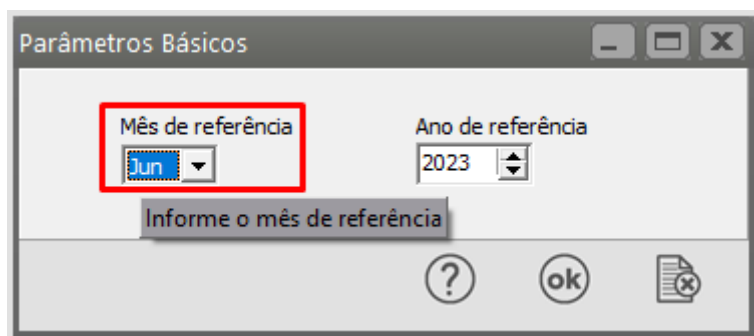 Parâmetros Básicos
Mês de referência
Ano de referência
Jun
2023
Informe o mês de referência
?
ok